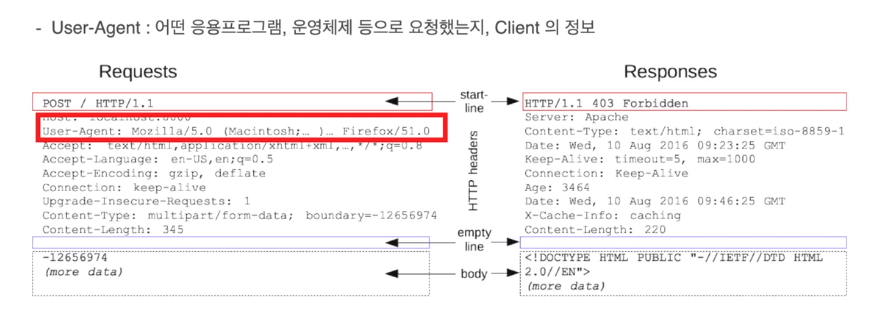 - User-Agent : 어떤 응용프로그램, 운영체제 등으로 요청했는지, Client 의 정보
Requests
POST / HTTP/1.1
Host: localhost:8000
User-Agent: Mozilla/5.0 (Macintosh;… )… Firefox/51.0
Accept: text/html,application/xhtml+xml,…,*/*;q=0.8
Accept-Language: en-US,en;q=0.5
Accept-Encoding: gzip, deflate
Connection: keep-alive
Upgrade-Insecure-Requests: 1
Content-Type: multipart/form-data; boundary=-12656974
Content-Length: 345
-12656974
(more data)
start-
line
HTTP headers
empty
line
body
Responses
HTTP/1.1 403 Forbidden
Server: Apache
Content-Type: text/html; charset=iso-8859-1
Date: Wed, 10 Aug 2016 09:23:25 GMT
Keep-Alive: timeout=5, max=1000
Connection: Keep-Alive
Age: 3464
Date: Wed, 10 Aug 2016 09:46:25 GMT
X-Cache-Info: caching
Content-Length: 220
<!DOCTYPE HTML PUBLIC "-//IETF//DTD HTML
2.0//EN">
(more data)